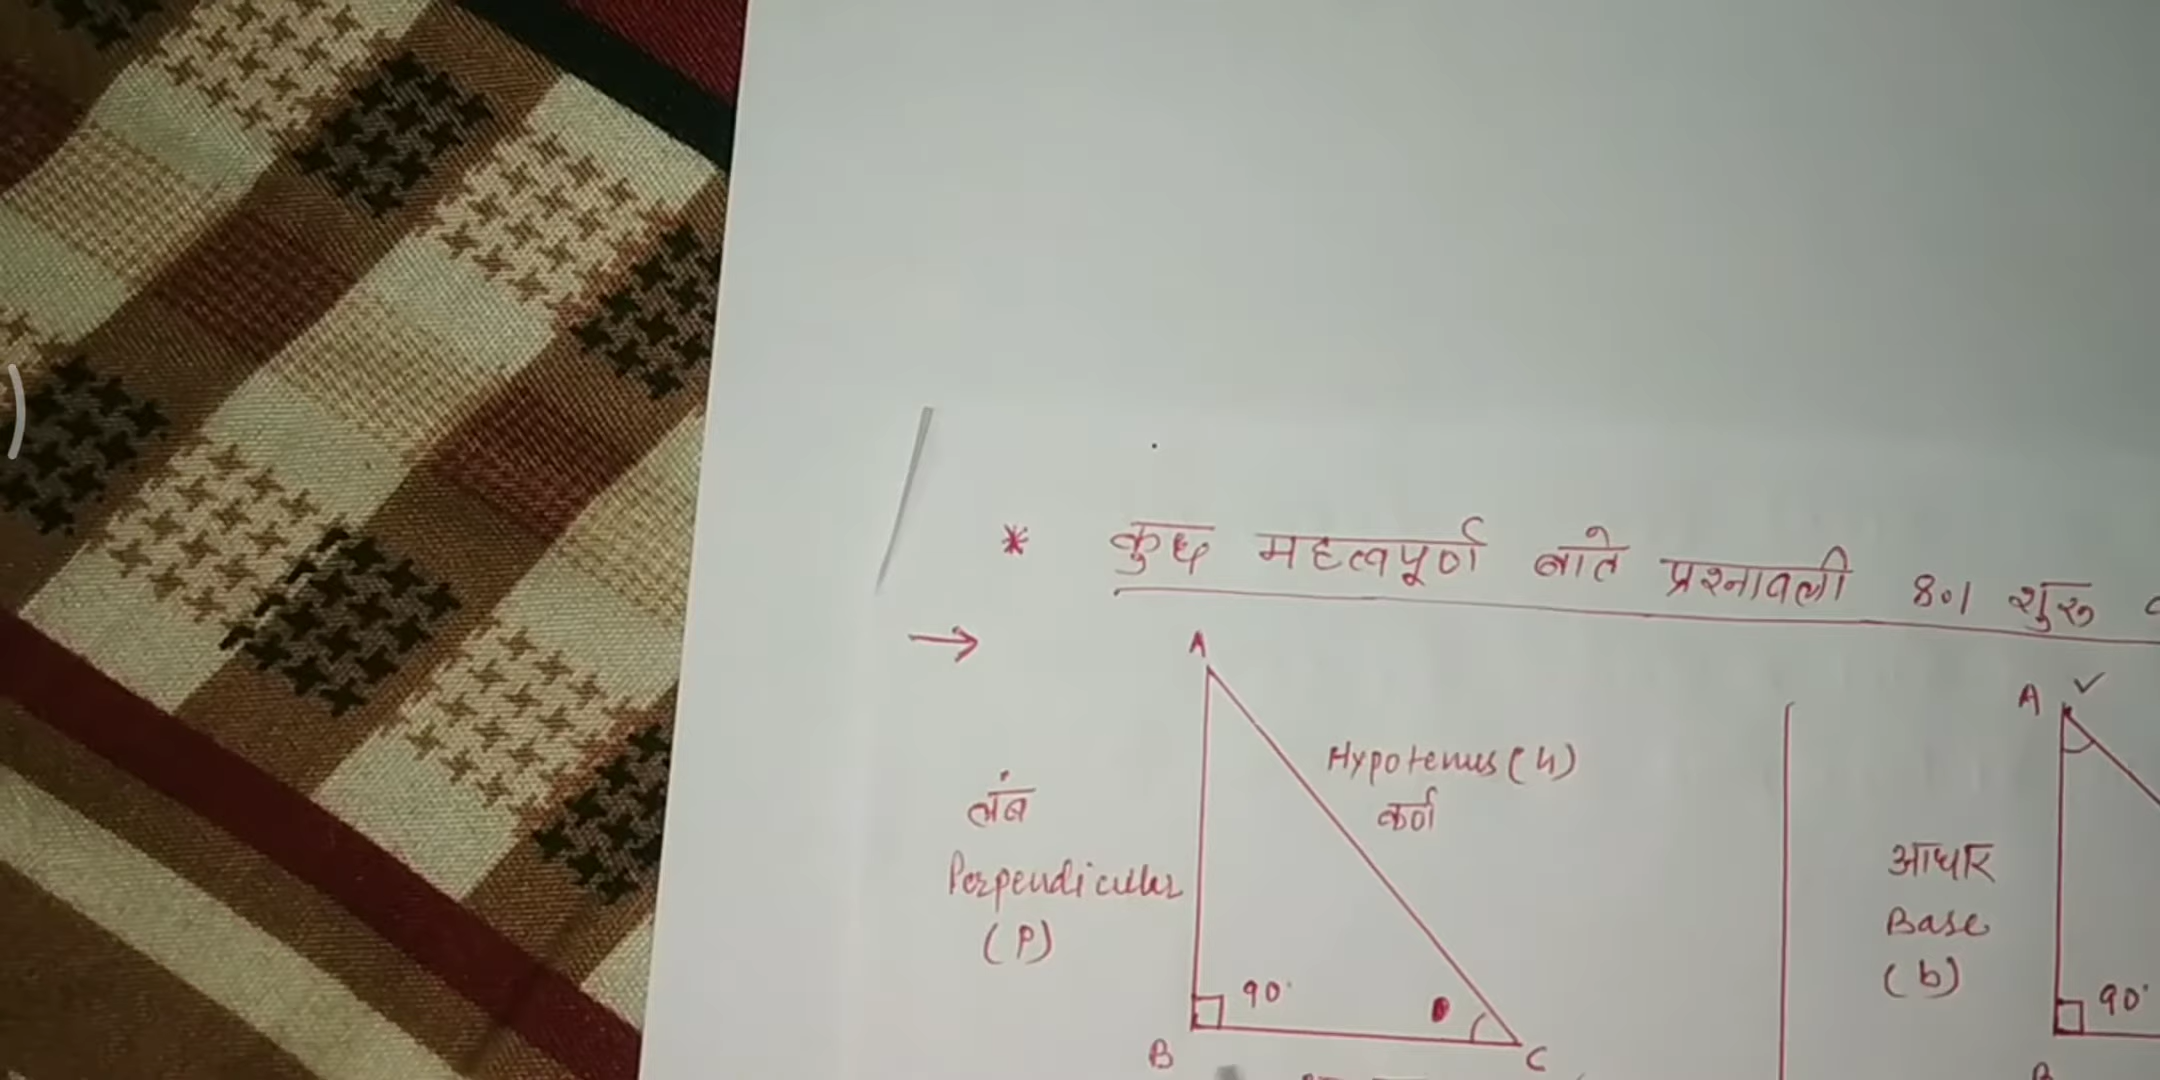 * कुछ महत्वपूर्ण बाते प्रश्नावली 8.1 शुरू
→
A
Hypotenus (h)
कर्ण
लंब
Perpendicular
(P)
90°
B
C
A ✓
आधार
Base
(b)
90°
B